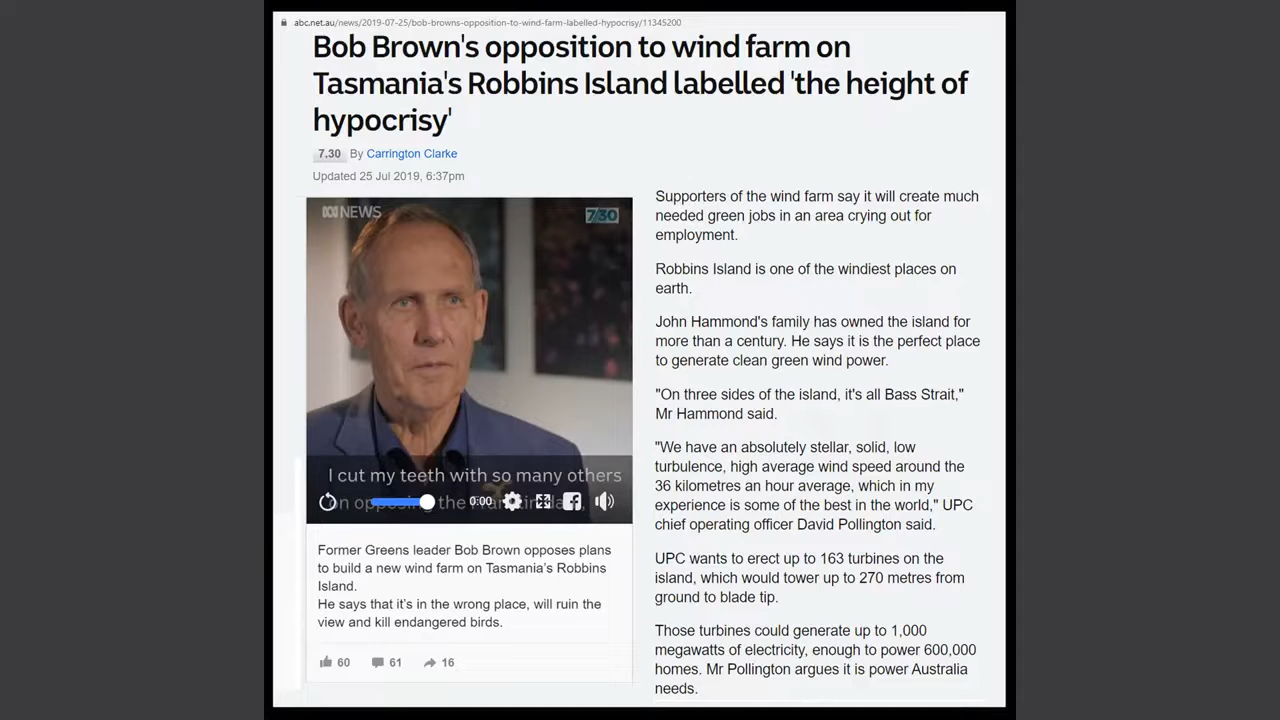 abc.net.au/news/2019-07-25/bob-browns-opposition-to-wind-farm-labelled-hypocrisy/11345200
Bob Brown's opposition to wind farm on
Tasmania's Robbins Island labelled 'the height of
hypocrisy'
7.30 By Carrington Clarke
Updated 25 Jul 2019, 6:37pm
NEWS
7/30
I cut my teeth with so many others
on opposing the Franklin dam,
0:00
Former Greens leader Bob Brown opposes plans
to build a new wind farm on Tasmania's Robbins
Island.
He says that it's in the wrong place, will ruin the
view and kill endangered birds.
60 61 16
Supporters of the wind farm say it will create much
needed green jobs in an area crying out for
employment.
Robbins Island is one of the windiest places on
earth.
John Hammond's family has owned the island for
more than a century. He says it is the perfect place
to generate clean green wind power.
"On three sides of the island, it's all Bass Strait,"
Mr Hammond said.
"We have an absolutely stellar, solid, low
turbulence, high average wind speed around the
36 kilometres an hour average, which in my
experience is some of the best in the world," UPC
chief operating officer David Pollington said.
UPC wants to erect up to 163 turbines on the
island, which would tower up to 270 metres from
ground to blade tip.
Those turbines could generate up to 1,000
megawatts of electricity, enough to power 600,000
homes. Mr Pollington argues it is power Australia
needs.